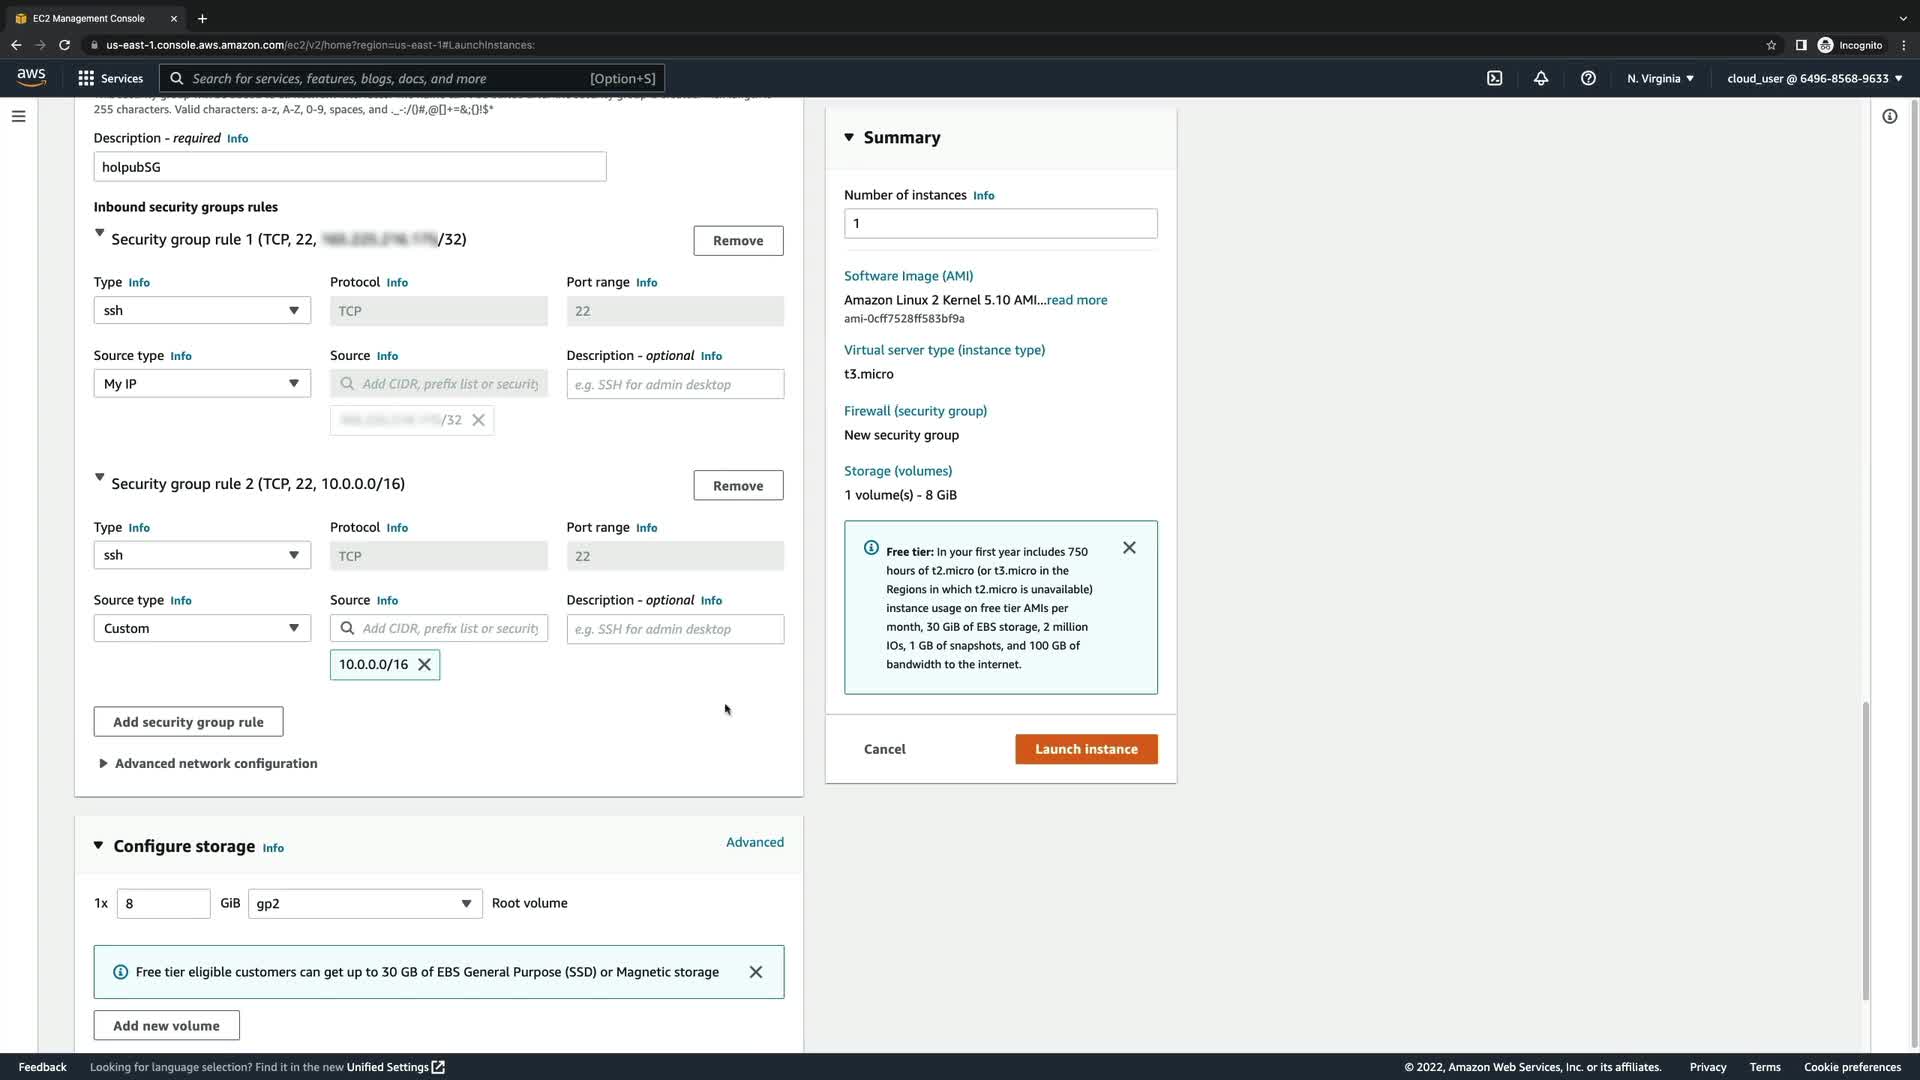 EC2 Management Console
us-east-1.console.aws.amazon.com/ec2/v2/home?region=us-east-1#LaunchInstances:
Incognito
aws
Services
Search for services, features, blogs, docs, and more
[Option+S]
N. Virginia
cloud_user @ 6496-8568-9633
255 characters. Valid characters: a-z, A-Z, 0-9, spaces, and ._-:/()#,@[]+=&;{}!$*
Description - required Info
holpubSG
Inbound security groups rules
Security group rule 1 (TCP, 22, /32)
Remove
Type Info
Protocol Info
Port range Info
ssh
TCP
22
Source type Info
Source Info
Description - optional Info
My IP
Add CIDR, prefix list or security
e.g. SSH for admin desktop
/32
Security group rule 2 (TCP, 22, 10.0.0.0/16)
Remove
Type Info
Protocol Info
Port range Info
ssh
TCP
22
Source type Info
Source Info
Description - optional Info
Custom
Add CIDR, prefix list or security
e.g. SSH for admin desktop
10.0.0.0/16
Add security group rule
Advanced network configuration
Configure storage Info
Advanced
1x
8
GiB
gp2
Root volume
Free tier eligible customers can get up to 30 GB of EBS General Purpose (SSD) or Magnetic storage
Add new volume
Summary
Number of instances Info
1
Software Image (AMI)
Amazon Linux 2 Kernel 5.10 AMI...read more
ami-0cff7528ff583bf9a
Virtual server type (instance type)
t3.micro
Firewall (security group)
New security group
Storage (volumes)
1 volume(s) - 8 GiB
Free tier: In your first year includes 750
hours of t2.micro (or t3.micro in the
Regions in which t2.micro is unavailable)
instance usage on free tier AMIs per
month, 30 GiB of EBS storage, 2 million
IOs, 1 GB of snapshots, and 100 GB of
bandwidth to the internet.
Cancel
Launch instance
Feedback
Looking for language selection? Find it in the new Unified Settings
© 2022, Amazon Web Services, Inc. or its affiliates.
Privacy
Terms
Cookie preferences